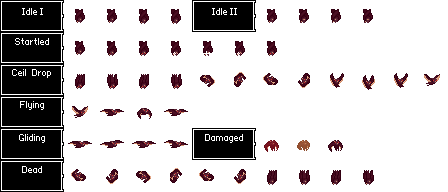 Idle I
Idle II
Startled
Ceil Drop
Flying
Gliding
Damaged
Dead